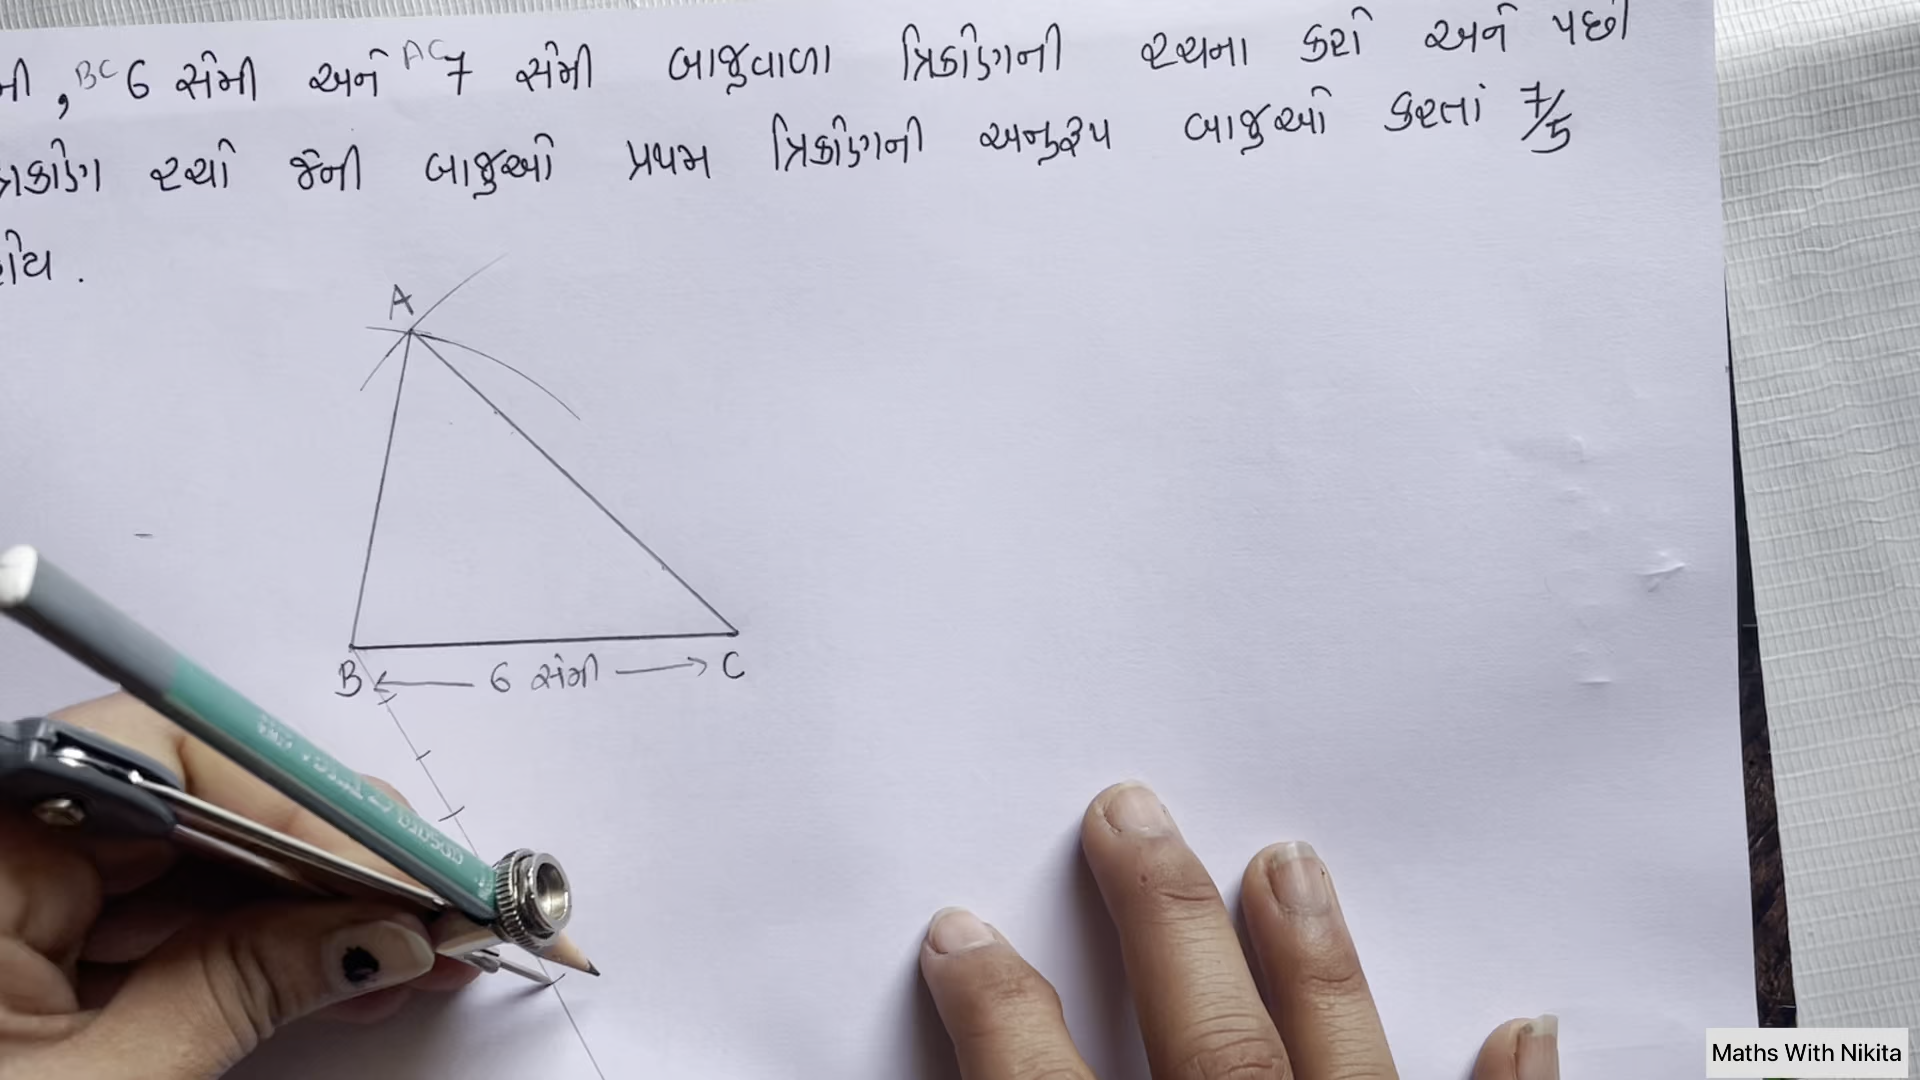 BC
AC
મી , 6 સેમી અને 7 સેમી બાજુવાળા ત્રિકોણની રચના કરો અને પછી
ત્રિકોણ રચો જેની બાજુઓ પ્રથમ ત્રિકોણની અનુરૂપ બાજુઓ કરતાં 7/5
હોય .
A
B ← 6 સેમી → C
Maths With Nikita